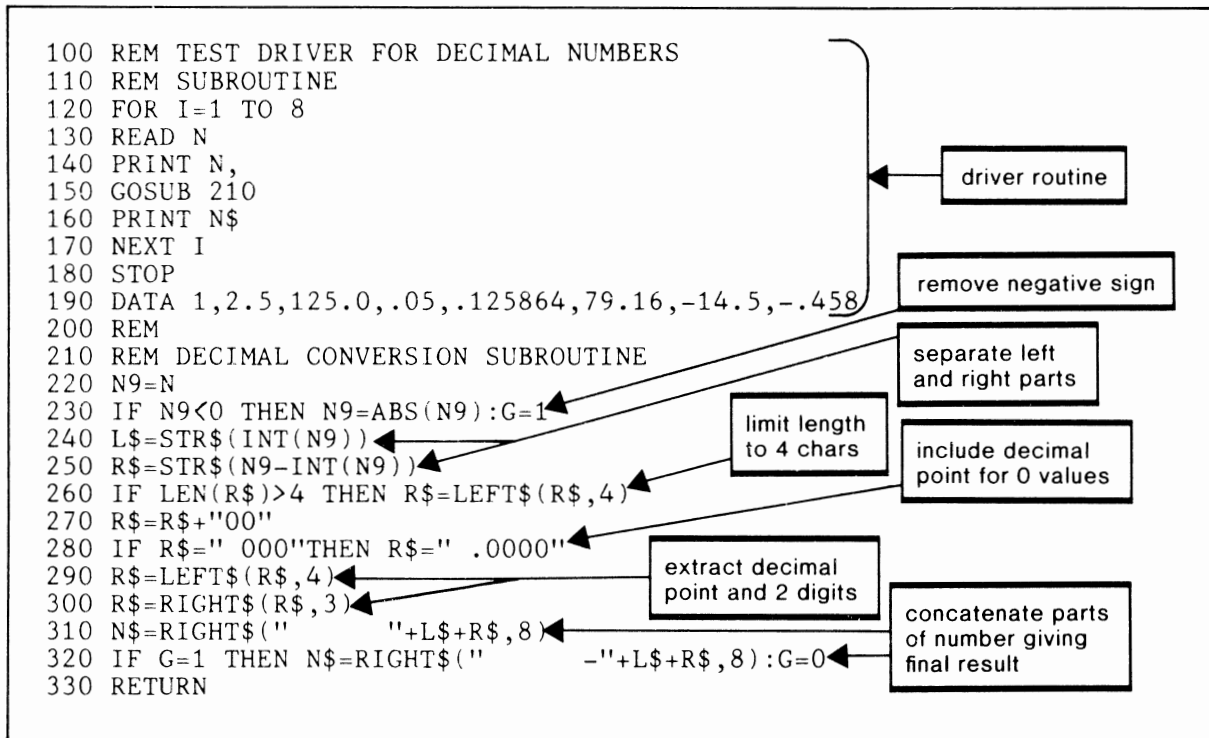 100 REM TEST DRIVER FOR DECIMAL NUMBERS
110 REM SUBROUTINE
120 FOR I=1 TO 8
130 READ N
140 PRINT N,
150 GOSUB 210
160 PRINT N$
170 NEXT I
180 STOP
190 DATA 1,2.5,125.0,.05,.125864,79.16,-14.5,-.458
200 REM
210 REM DECIMAL CONVERSION SUBROUTINE
220 N9=N
230 IF N9<0 THEN N9=ABS(N9):G=1
240 L$=STR$(INT(N9))
250 R$=STR$(N9-INT(N9))
260 IF LEN(R$)>4 THEN R$=LEFT$(R$,4)
270 R$=R$+"00"
280 IF R$=" 000"THEN R$=" .0000"
290 R$=LEFT$(R$,4)
300 R$=RIGHT$(R$,3)
310 N$=RIGHT$("        "+L$+R$,8)
320 IF G=1 THEN N$=RIGHT$("       -"+L$+R$,8):G=0
330 RETURN
driver routine
remove negative sign
separate left
and right parts
limit length
to 4 chars
include decimal
point for 0 values
extract decimal
point and 2 digits
concatenate parts
of number giving
final result